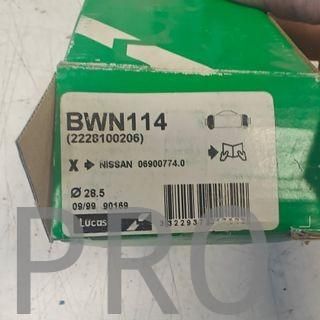 BWN114
(2228100206)
X NISSAN 06900774.0
Ø 28.5
09/99 90169
Lucas
PRO